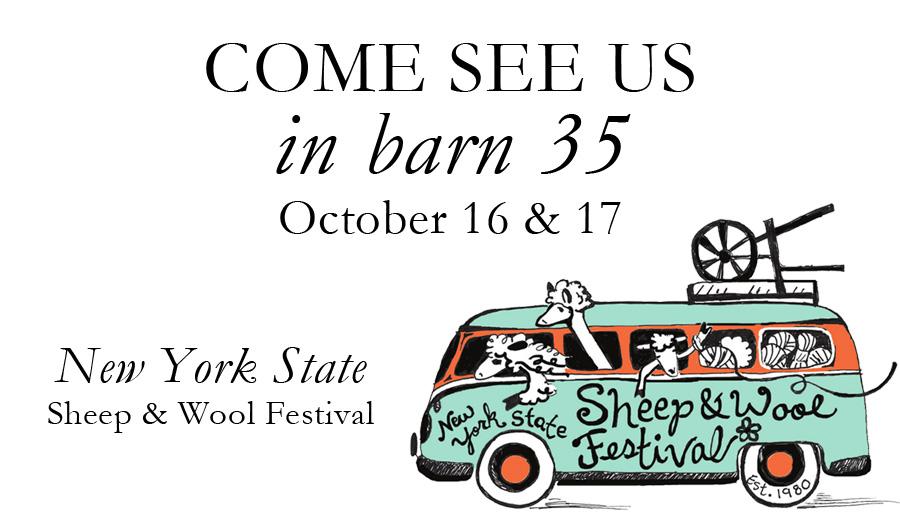 COME SEE US
in barn 35
October 16 & 17
New York State
Sheep & Wool Festival
New
York State
Sheep & Wool
Festival
Est. 1980